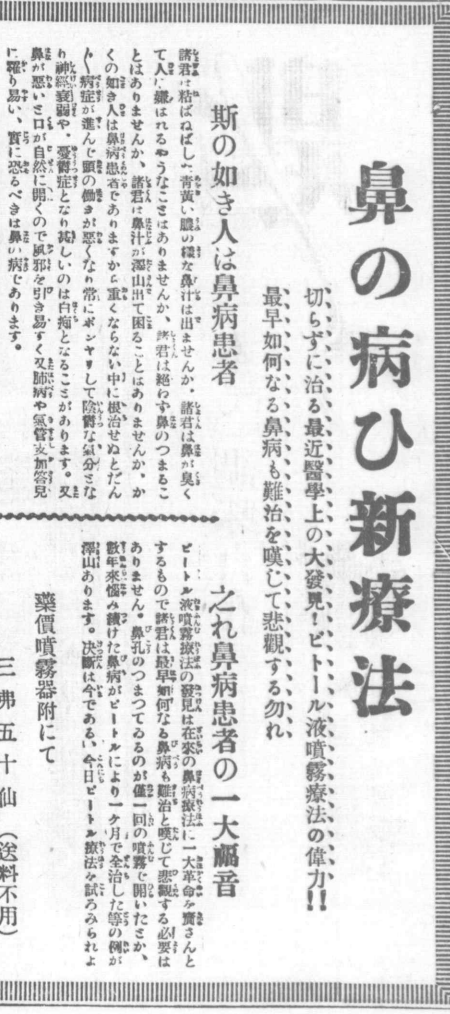 鼻の病ひ新療法
切らずに治る最近醫學上の大發見！ビトール液噴霧療法の偉力!!
最早如何なる鼻病も難治を嘆じて悲觀する勿れ
斯の如き人は鼻病患者
諸君は粘ばねばした青黃い膿の樣な鼻汁は出ませんか、諸君は鼻が臭く
て人に嫌はれるやうなことはありませんか、諸君は絕わず鼻のつまるこ
とはありませんか、諸君は鼻汁が澤山出て困ることはありませんか、か
くの如き人は鼻病患者でありますから重くならない中に根治せぬとだん
〱病症が進んで頭の働きが惡くなり常にボンヤリして陰鬱な氣分とな
り神經衰弱や、憂鬱症となり甚しいのは白痴となることがあります。又
鼻が惡いと口が自然に開くので風邪を引き易すく又肺病や氣管支加答兒
に罹り易い、實に恐るべきは鼻の病であります。
之れ鼻病患者の一大福音
ビートル液噴霧療法の發見は在來の鼻病療法に一大革命を齎さんと
するもので諸君は最早如何なる鼻病も難治と嘆じて悲觀する必要は
ありません。鼻孔のつまつてゐるのが僅一回の噴霧で開いたとか、
數年來惱み續けた鼻病がビートルにより一ケ月で全治した等の例が
澤山あります。決斷は今である、今日ビートル療法を試ろみられよ
藥價噴霧器附にて
三弗五十仙（送料不用）